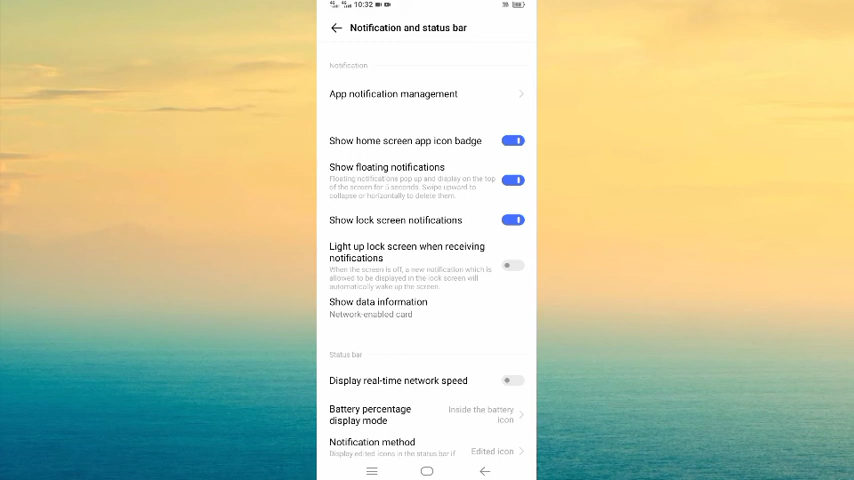 10:32
Notification and status bar
Notification
App notification management
Show home screen app icon badge
Show floating notifications
Floating notifications pop up and display on the top
of the screen for 5 seconds. Swipe upward to
collapse or horizontally to delete them.
Show lock screen notifications
Light up lock screen when receiving
notifications
When the screen is off, a new notification which is
allowed to be displayed in the lock screen will
automatically wake up the screen.
Show data information
Network-enabled card
Status bar
Display real-time network speed
Battery percentage
display mode
Inside the battery
icon
Notification method
Display edited icons in the status bar if
Edited icon